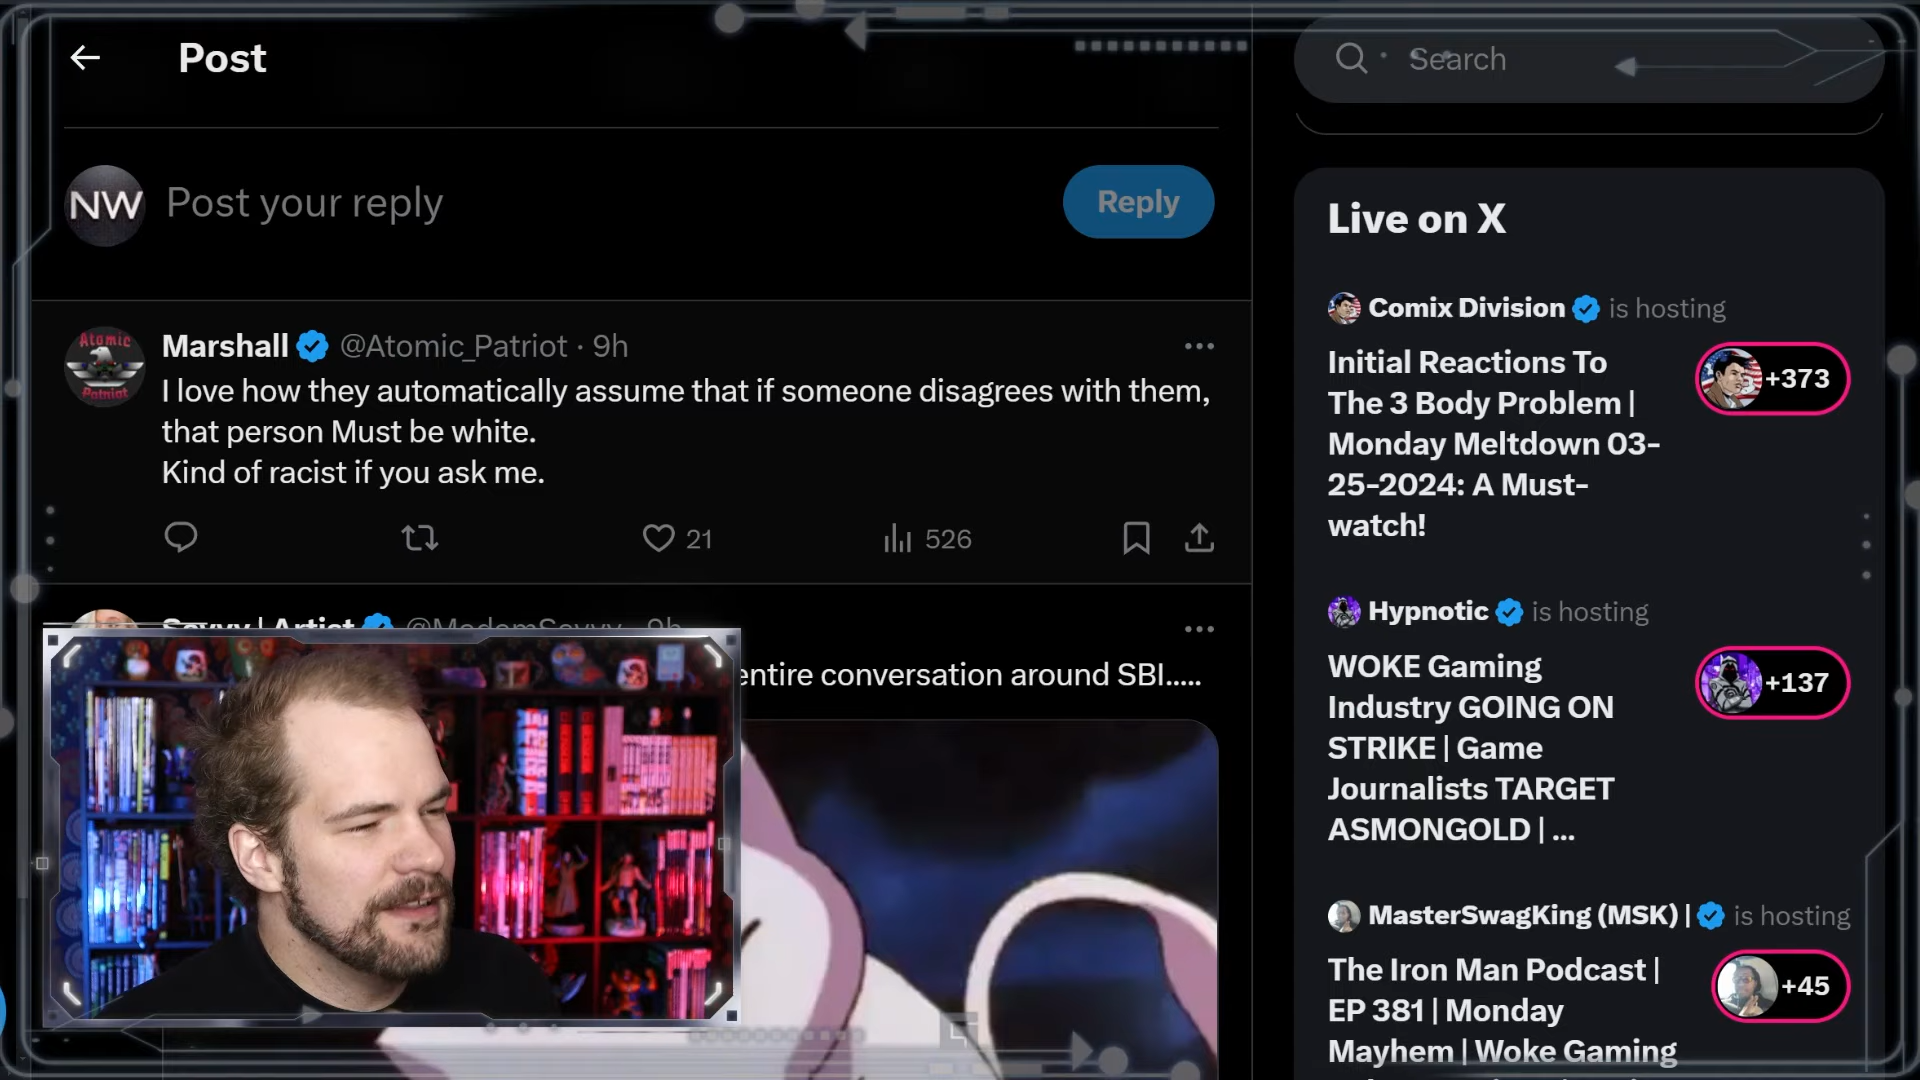 Post
Search
NW
Post your reply
Reply
Atomic
Patriot
Marshall @Atomic_Patriot · 9h
I love how they automatically assume that if someone disagrees with them,
that person Must be white.
Kind of racist if you ask me.
21
526
Savvy | Artist @ModomSavvy · 9h
entire conversation around SBI.....
Live on X
Comix Division is hosting
Initial Reactions To
The 3 Body Problem |
Monday Meltdown 03-
25-2024: A Must-
watch!
+373
Hypnotic is hosting
WOKE Gaming
Industry GOING ON
STRIKE | Game
Journalists TARGET
ASMONGOLD | ...
+137
MasterSwagKing (MSK) | is hosting
The Iron Man Podcast |
EP 381 | Monday
Mayhem | Woke Gaming
+45